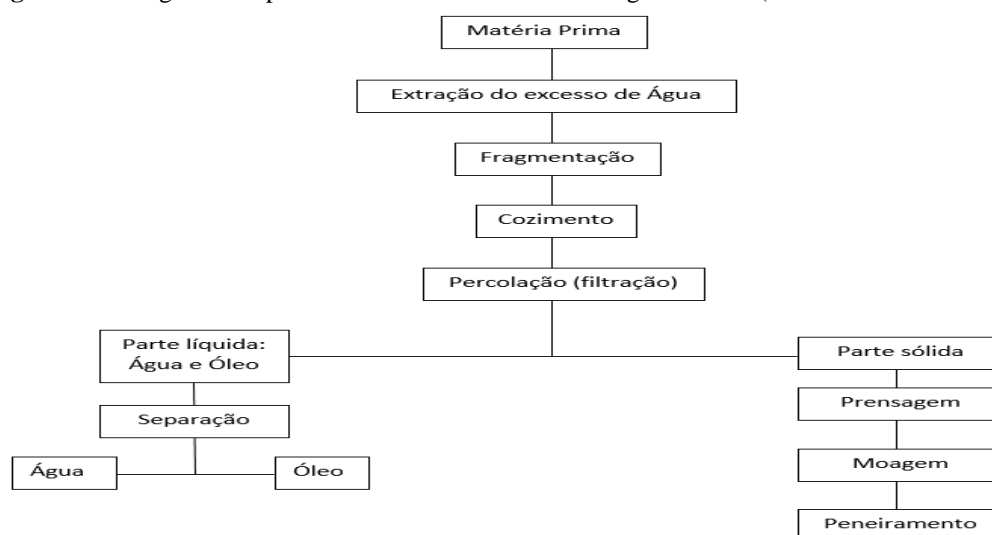 Matéria Prima
Extração do excesso de Água
Fragmentação
Cozimento
Percolação (filtração)
Parte líquida:
Água e Óleo
Parte sólida
Separação
Prensagem
Água
Óleo
Moagem
Peneiramento